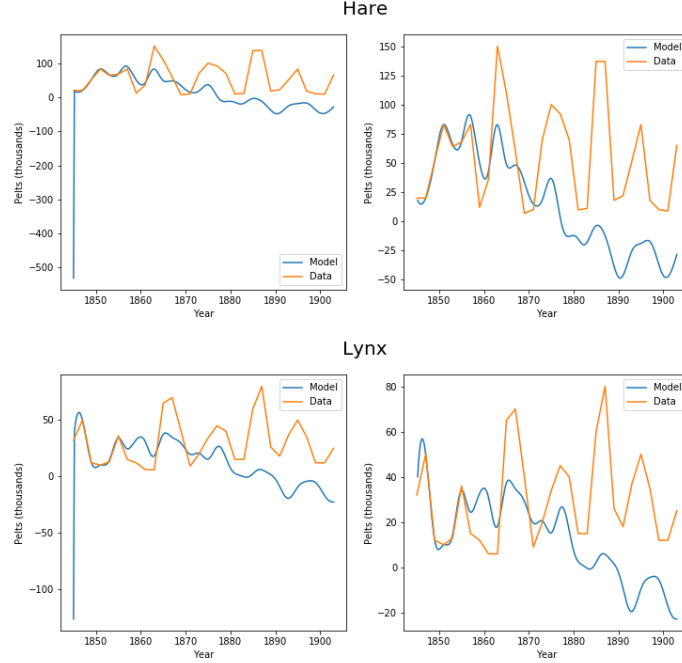 Hare
Pelts (thousands)
100
0
−100
−200
−300
−400
−500
1850 1860 1870 1880 1890 1900
Year
Model
Data
Pelts (thousands)
150
125
100
75
50
25
0
−25
−50
1850 1860 1870 1880 1890 1900
Year
Model
Data
Lynx
Pelts (thousands)
50
0
−50
−100
1850 1860 1870 1880 1890 1900
Year
Model
Data
Pelts (thousands)
80
60
40
20
0
−20
1850 1860 1870 1880 1890 1900
Year
Model
Data